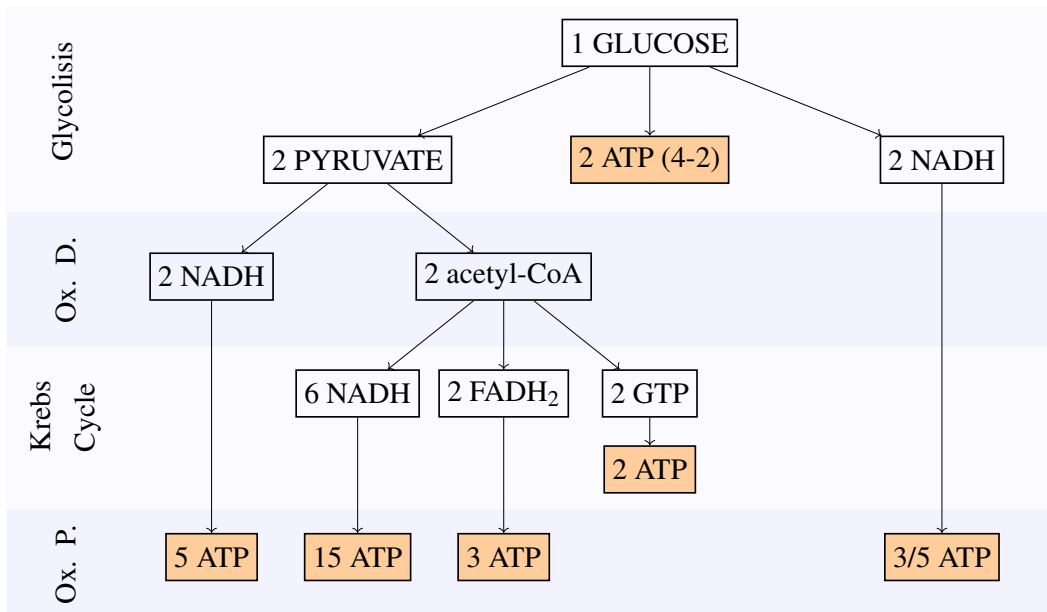 Glycolisis
1 GLUCOSE
2 PYRUVATE
2 ATP (4-2)
2 NADH
Ox. D.
2 NADH
2 acetyl-CoA
Krebs
Cycle
6 NADH
2 FADH₂
2 GTP
2 ATP
Ox. P.
5 ATP
15 ATP
3 ATP
3/5 ATP